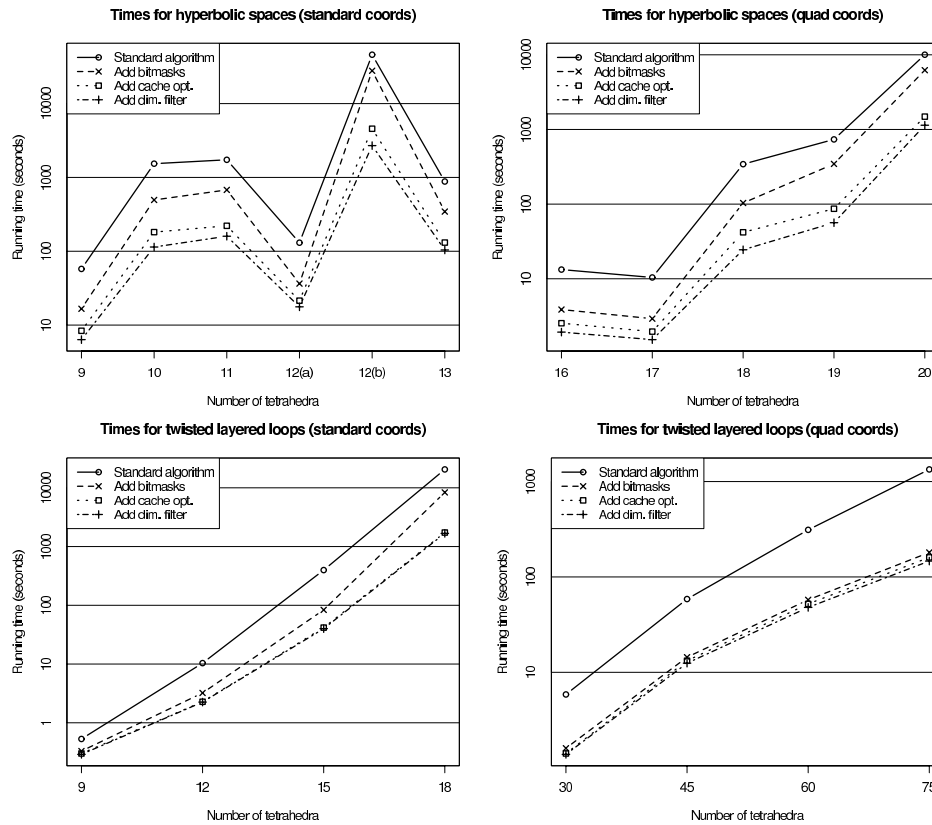 Times for hyperbolic spaces (standard coords)
Standard algorithm
Add bitmasks
Add cache opt.
Add dim. filter
Running time (seconds)
10000
1000
100
10
9
10
11
12(a)
12(b)
13
Number of tetrahedra
Times for hyperbolic spaces (quad coords)
Standard algorithm
Add bitmasks
Add cache opt.
Add dim. filter
Running time (seconds)
10000
1000
100
10
16
17
18
19
20
Number of tetrahedra
Times for twisted layered loops (standard coords)
Standard algorithm
Add bitmasks
Add cache opt.
Add dim. filter
Running time (seconds)
10000
1000
100
10
1
9
12
15
18
Number of tetrahedra
Times for twisted layered loops (quad coords)
Standard algorithm
Add bitmasks
Add cache opt.
Add dim. filter
Running time (seconds)
1000
100
10
30
45
60
75
Number of tetrahedra